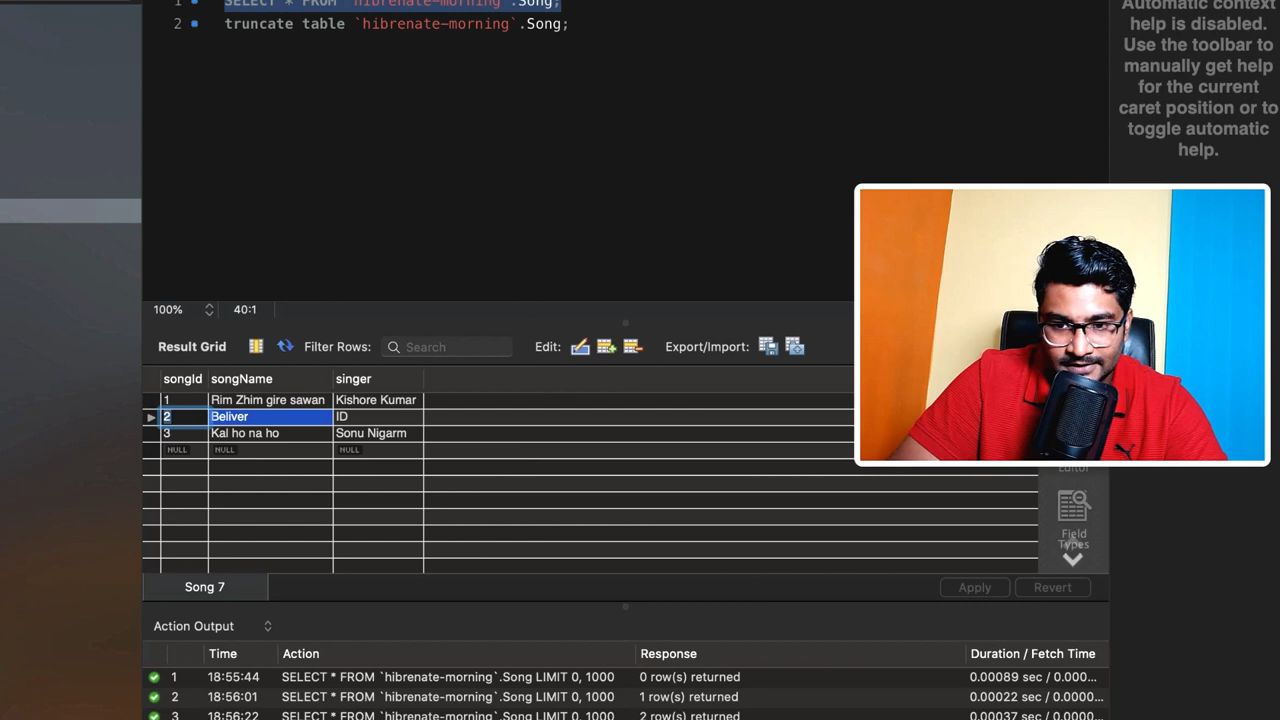 1 SELECT * FROM `hibrenate-morning`.Song;
2 truncate table `hibrenate-morning`.Song;
Automatic context
help is disabled.
Use the toolbar to
manually get help
for the current
caret position or to
toggle automatic
help.
100% 40:1
Result Grid Filter Rows: Search Edit: Export/Import:
songId songName singer
1 Rim Zhim gire sawan Kishore Kumar
2 Beliver ID
3 Kal ho na ho Sonu Nigarm
NULL NULL NULL
Editor
Field
Types
Song 7 Apply Revert
Action Output
Time Action Response Duration / Fetch Time
1 18:55:44 SELECT * FROM `hibrenate-morning`.Song LIMIT 0, 1000 0 row(s) returned 0.00089 sec / 0.000...
2 18:56:01 SELECT * FROM `hibrenate-morning`.Song LIMIT 0, 1000 1 row(s) returned 0.00022 sec / 0.000...
3 18:56:22 SELECT * FROM `hibrenate-morning`.Song LIMIT 0, 1000 2 row(s) returned 0.00037 sec / 0.000...